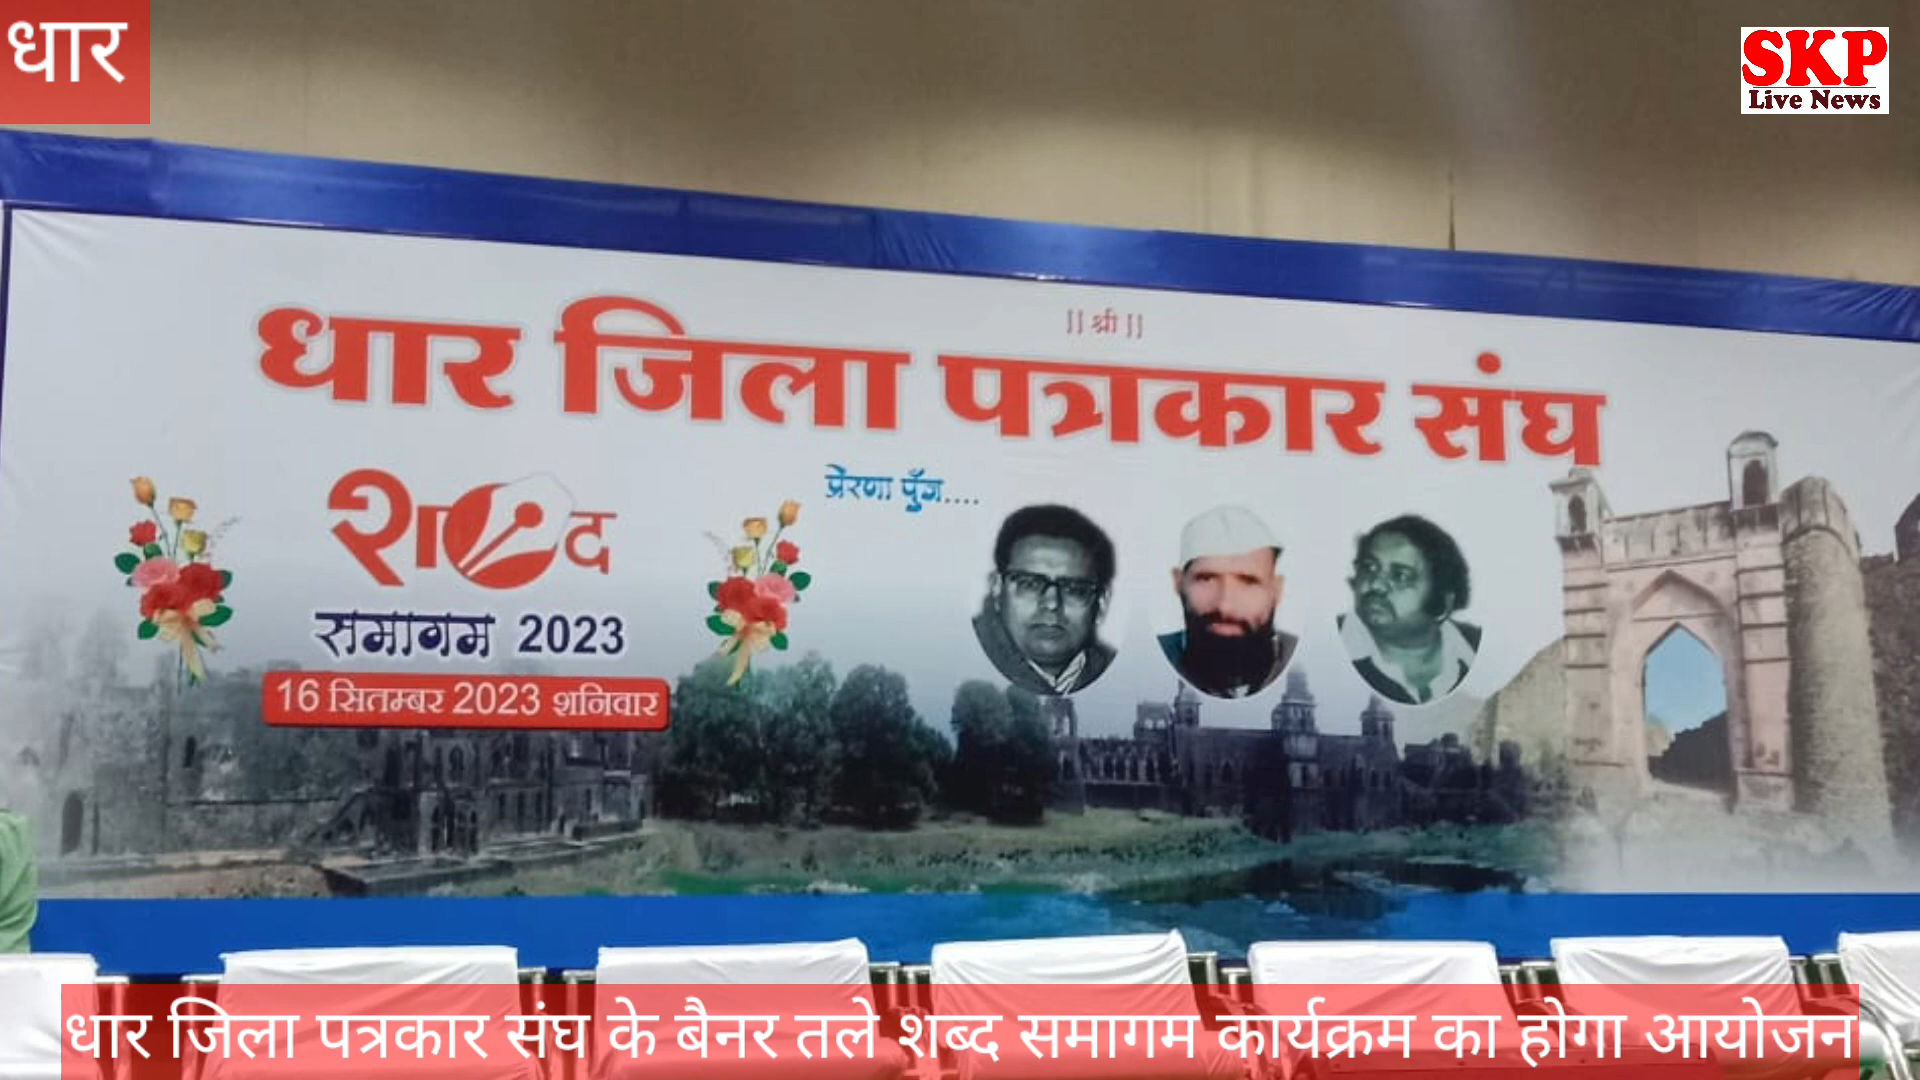 धार
SKP
Live News
|| श्री ||
धार जिला पत्रकार संघ
शब्द
समागम 2023
16 सितम्बर 2023 शनिवार
प्रेरणा पुँज....
धार जिला पत्रकार संघ के बैनर तले शब्द समागम कार्यक्रम का होगा आयोजन